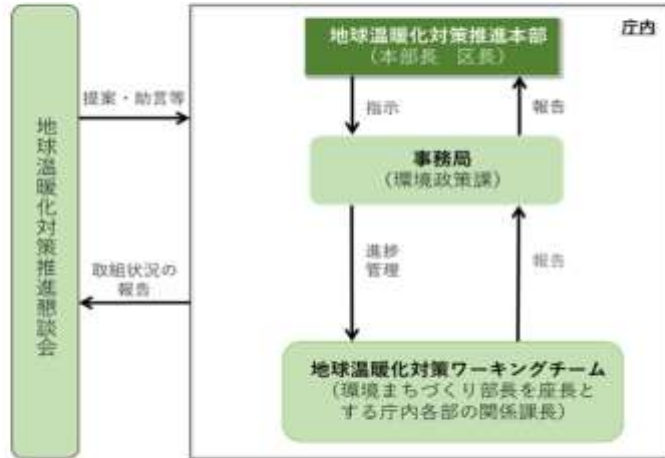 庁内
地球温暖化対策推進本部
（本部長　区長）
提案・助言等
指示
報告
事務局
（環境政策課）
地球温暖化対策推進懇談会
進捗
管理
報告
取組状況の
報告
地球温暖化対策ワーキングチーム
（環境まちづくり部長を座長と
する庁内各部の関係課長）